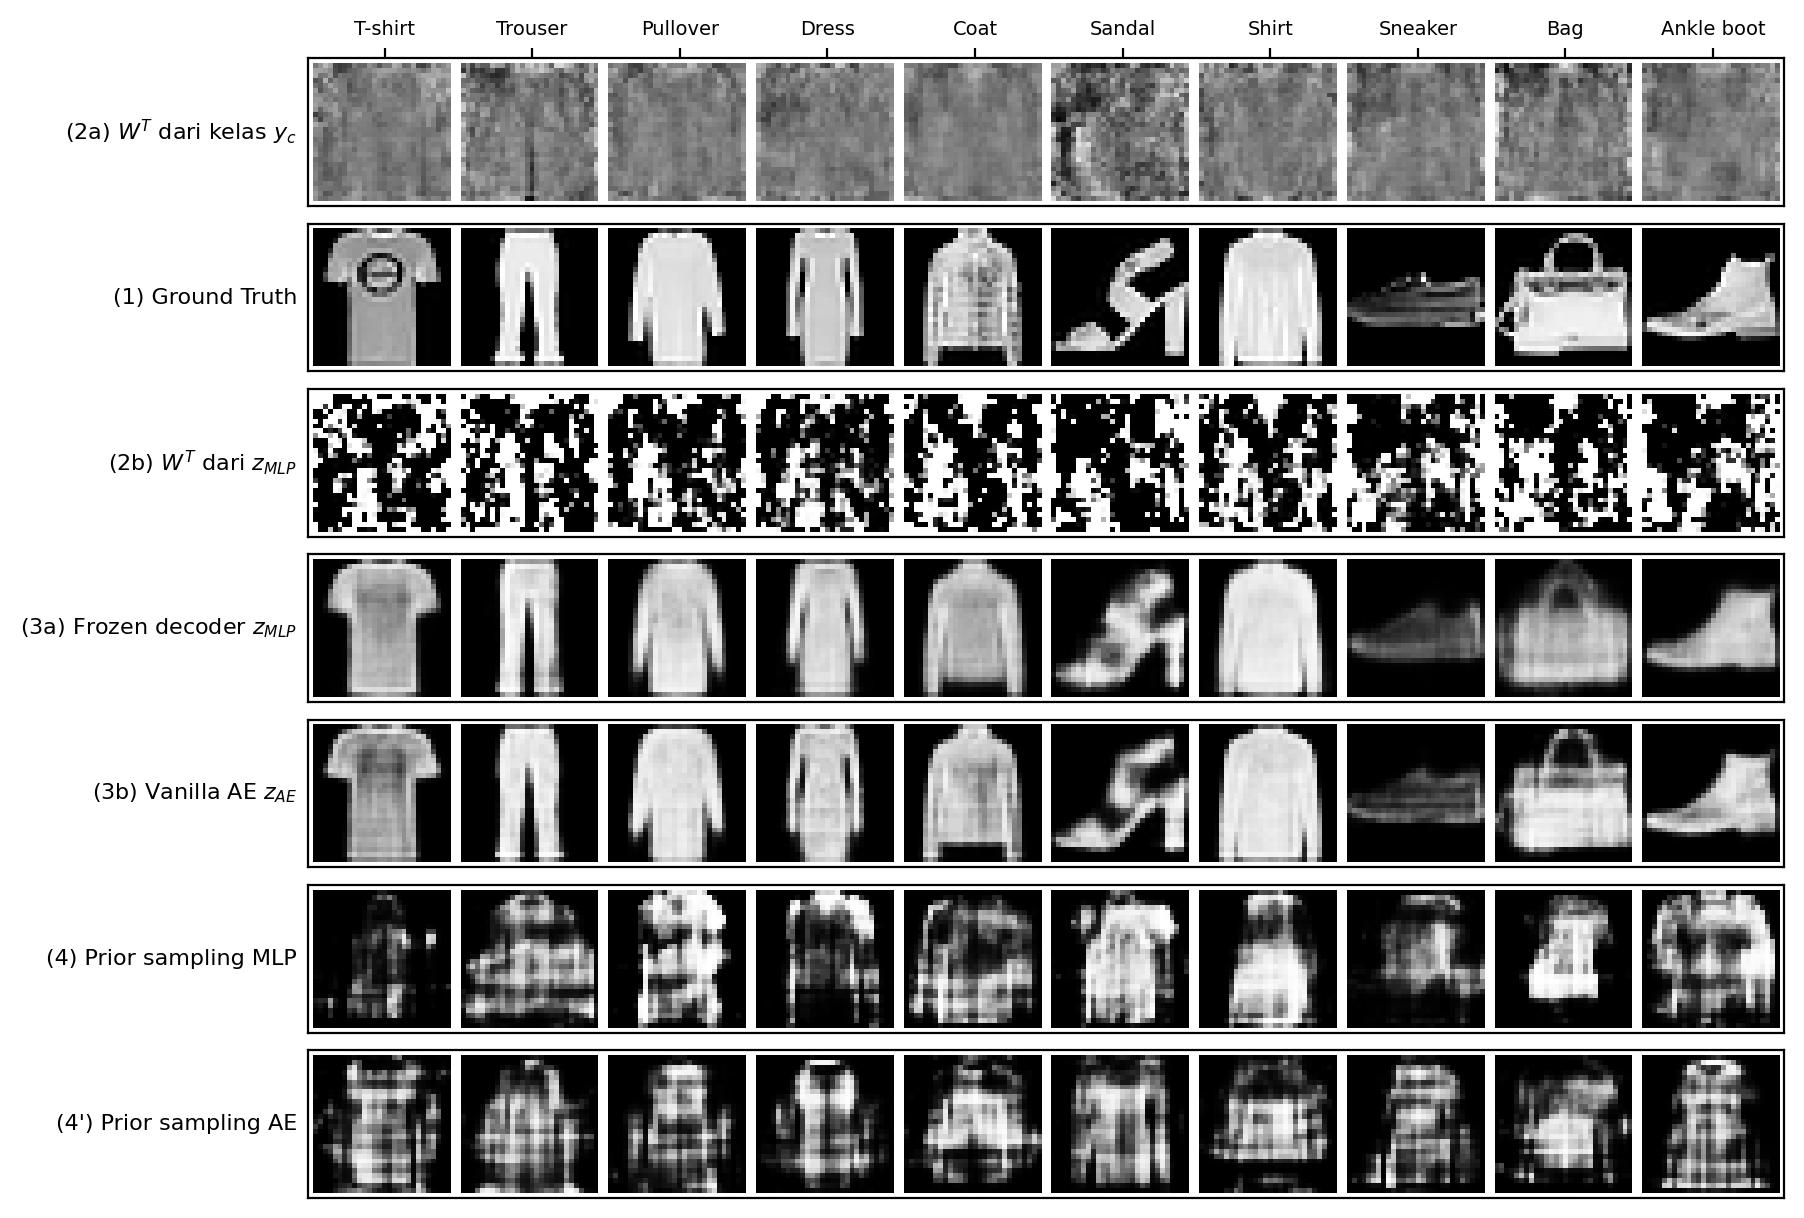 T-shirt Trouser Pullover Dress Coat Sandal Shirt Sneaker Bag Ankle boot
(2a) W^T dari kelas y_c
(1) Ground Truth
(2b) W^T dari z_MLP
(3a) Frozen decoder z_MLP
(3b) Vanilla AE z_AE
(4) Prior sampling MLP
(4') Prior sampling AE